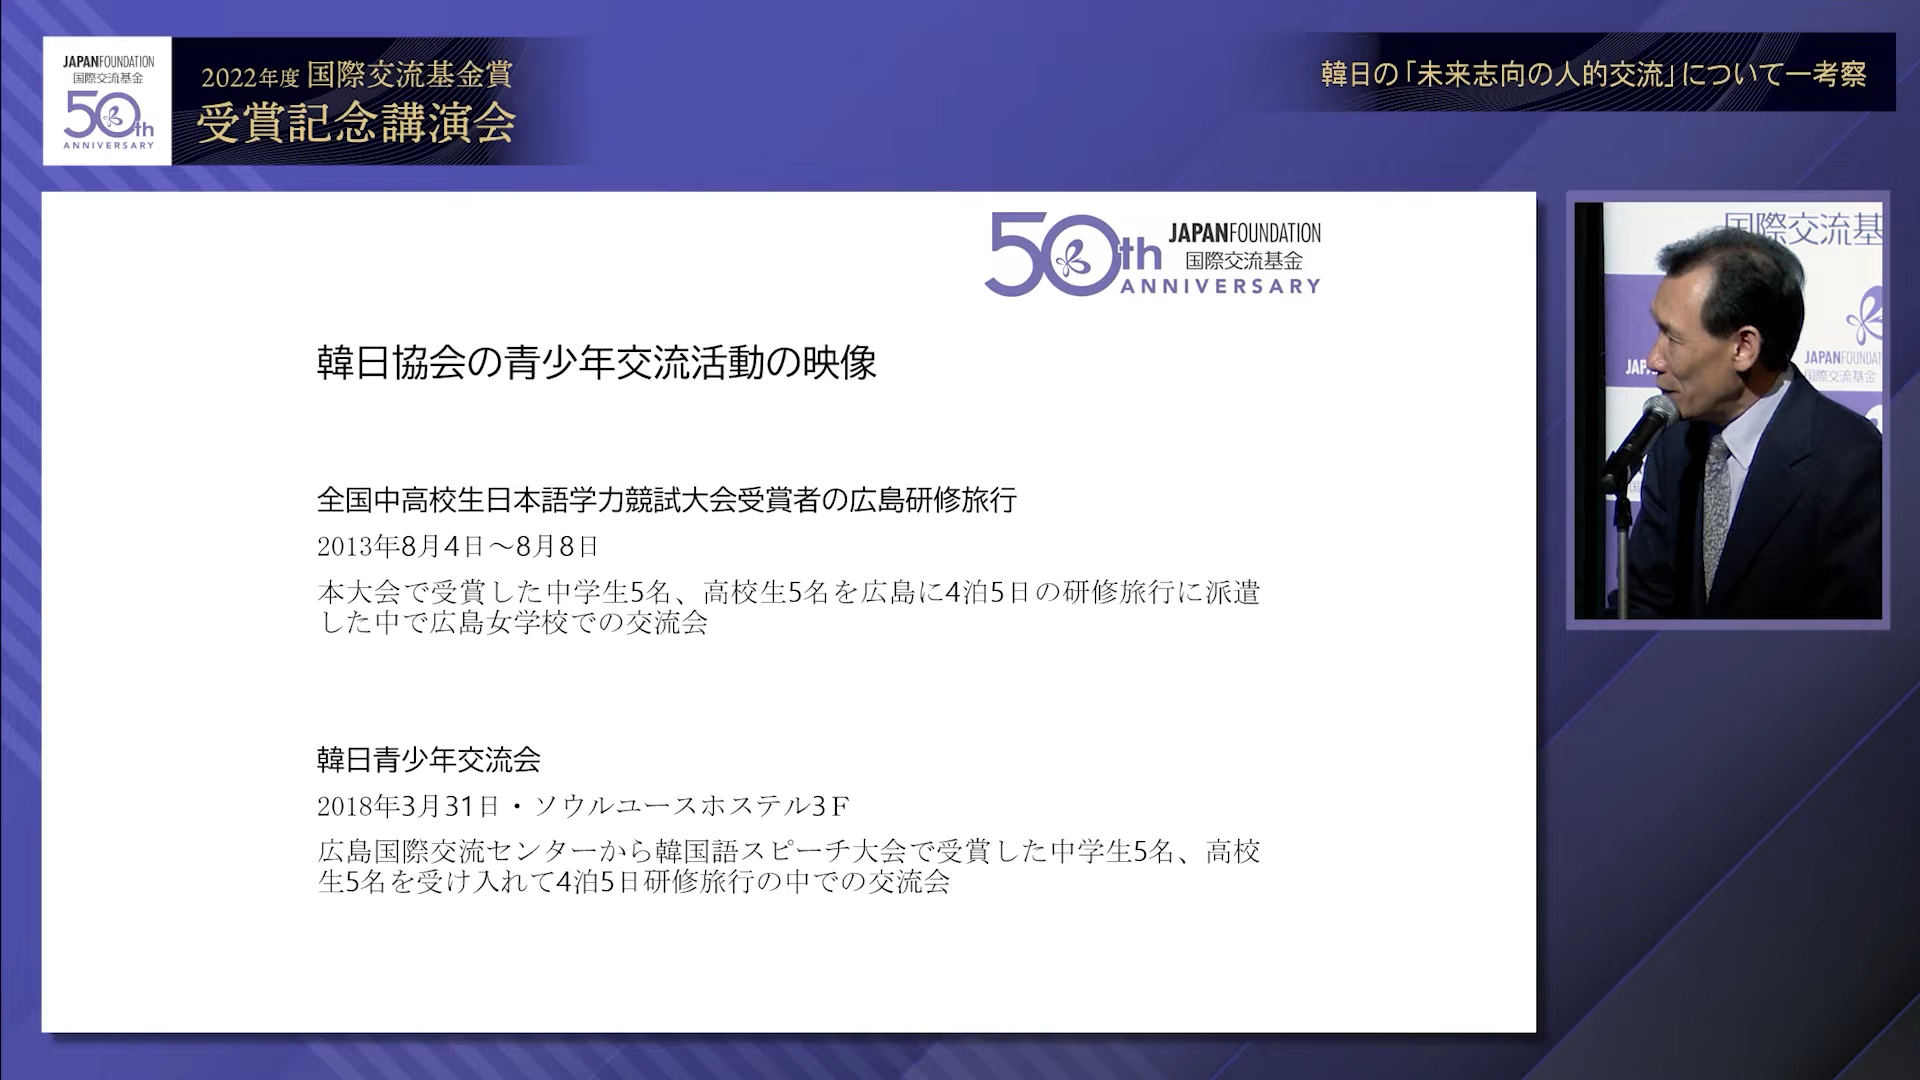 JAPANFOUNDATION
国際交流基金
50th
ANNIVERSARY
2022年度 国際交流基金賞
受賞記念講演会
韓日の「未来志向の人的交流」について一考察
50th
JAPANFOUNDATION
国際交流基金
ANNIVERSARY
韓日協会の青少年交流活動の映像
全国中高校生日本語学力競試大会受賞者の広島研修旅行
2013年8月4日～8月8日
本大会で受賞した中学生5名、高校生5名を広島に4泊5日の研修旅行に派遣
した中で広島女学校での交流会
韓日青少年交流会
2018年3月31日・ソウルユースホステル3Ｆ
広島国際交流センターから韓国語スピーチ大会で受賞した中学生5名、高校
生5名を受け入れて4泊5日研修旅行の中での交流会
国際交流基
JAPANFOUNDAT
国際交流基金